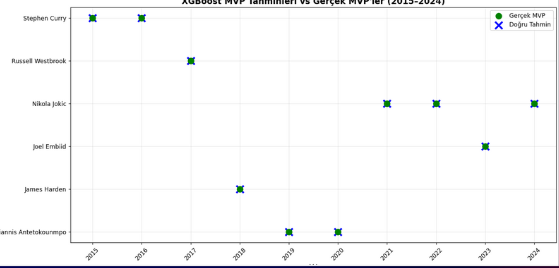 XGBoost MVP Tahminleri vs Gerçek MVP'ler (2015–2024)
Gerçek MVP
Doğru Tahmin
Stephen Curry
Russell Westbrook
Nikola Jokic
Joel Embiid
James Harden
iannis Antetokounmpo
2015 2016 2017 2018 2019 2020 2021 2022 2023 2024